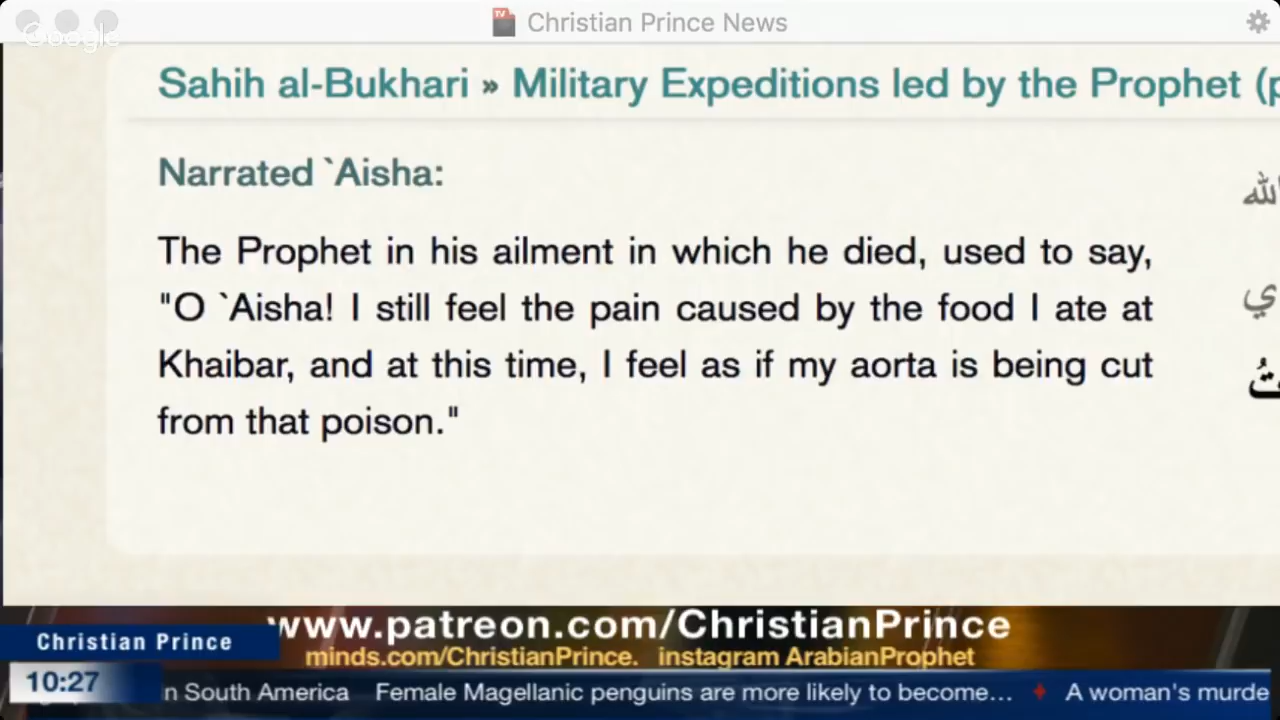 Christian Prince News
Google
Sahih al-Bukhari » Military Expeditions led by the Prophet (p
Narrated `Aisha:
The Prophet in his ailment in which he died, used to say,
"O `Aisha! I still feel the pain caused by the food I ate at
Khaibar, and at this time, I feel as if my aorta is being cut
from that poison."
www.patreon.com/ChristianPrince
minds.com/ChristianPrince. instagram ArabianProphet
Christian Prince
10:27
n South America Female Magellanic penguins are more likely to become... A woman's murde